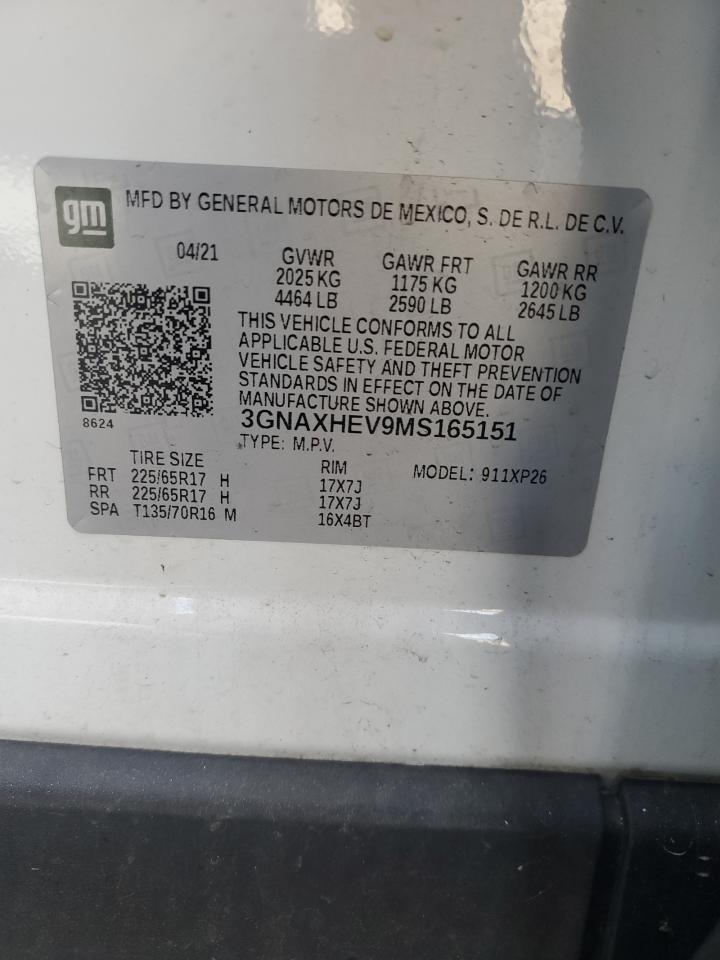 gm
MFD BY GENERAL MOTORS DE MEXICO, S. DE R.L. DE C.V.
04/21 GVWR GAWR FRT GAWR RR
2025 KG 1175 KG 1200 KG
4464 LB 2590 LB 2645 LB
THIS VEHICLE CONFORMS TO ALL
APPLICABLE U.S. FEDERAL MOTOR
VEHICLE SAFETY AND THEFT PREVENTION
STANDARDS IN EFFECT ON THE DATE OF
MANUFACTURE SHOWN ABOVE.
8624
3GNAXHEV9MS165151
TYPE: M.P.V.
TIRE SIZE RIM MODEL: 911XP26
FRT 225/65R17 H 17X7J
RR 225/65R17 H 17X7J
SPA T135/70R16 M 16X4BT